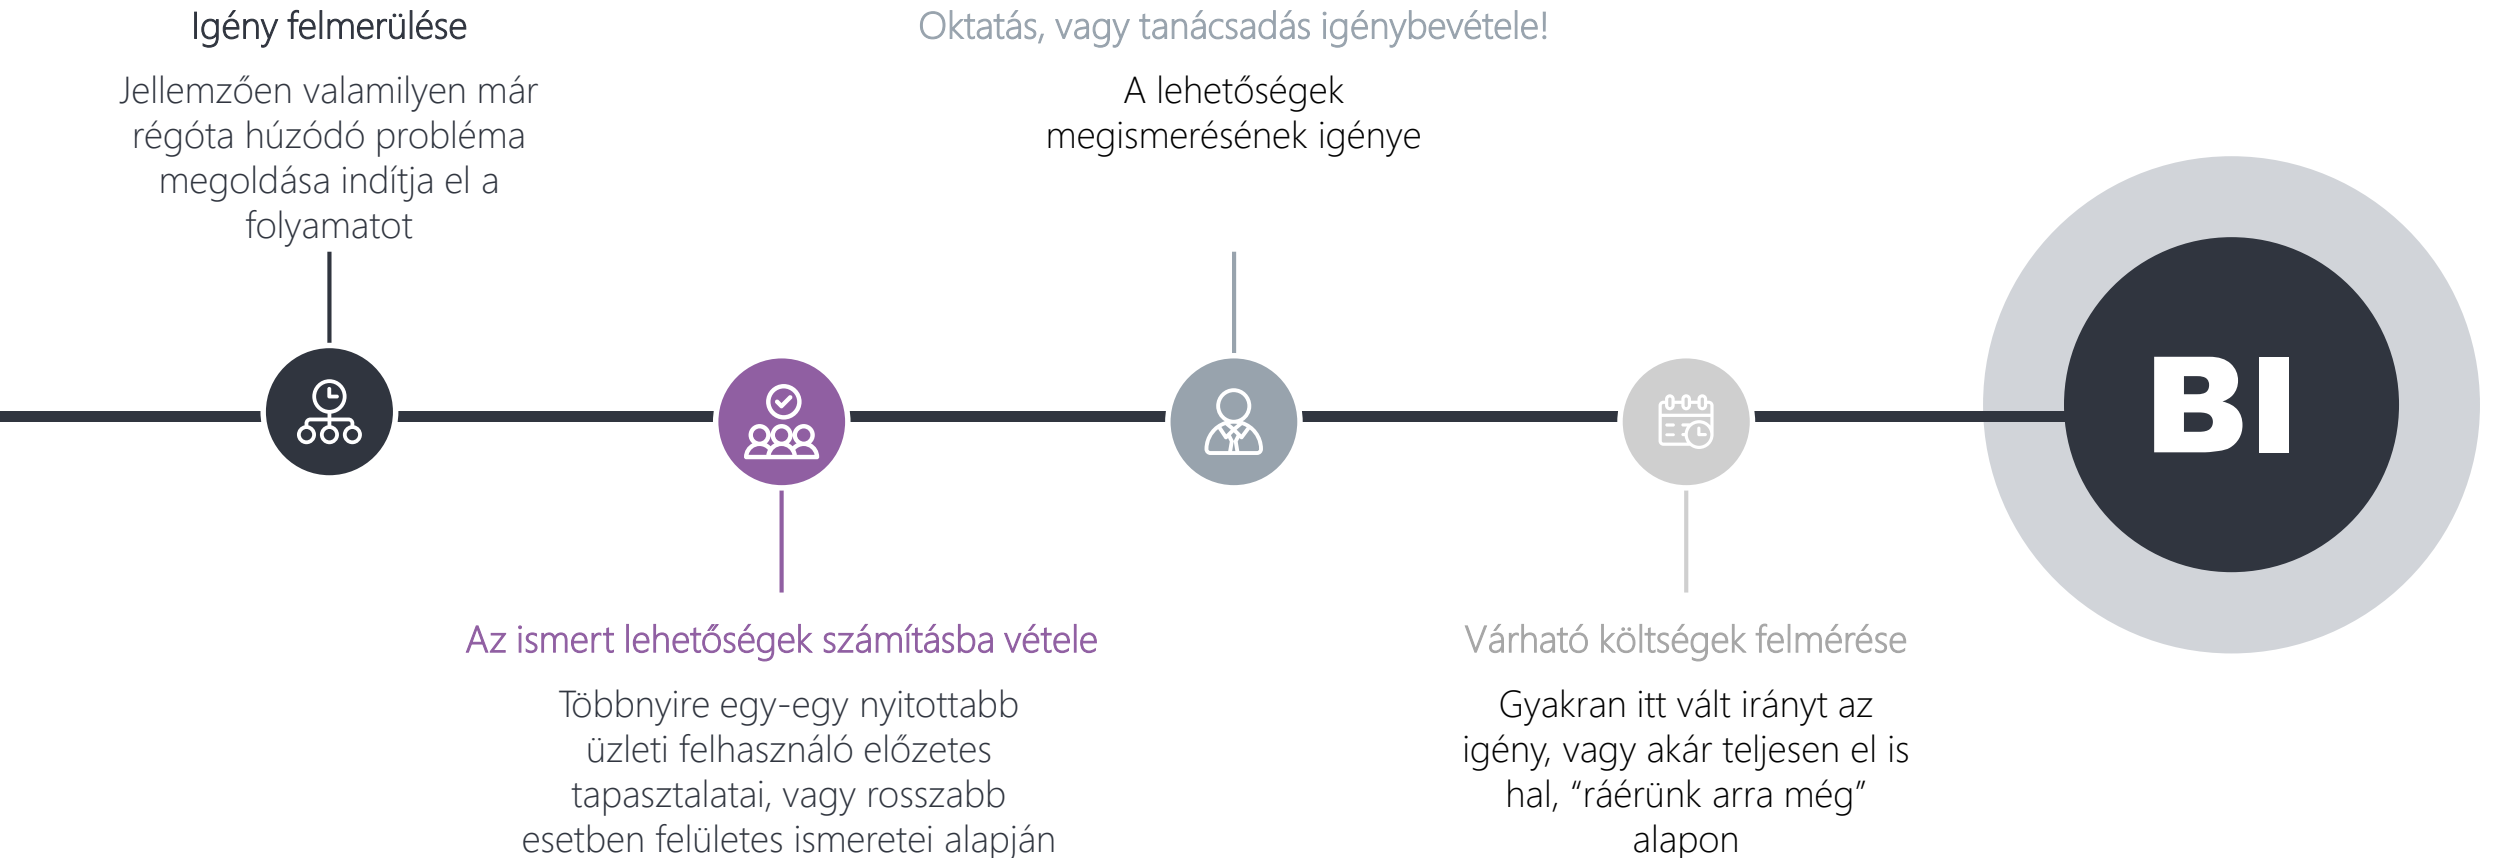 Igény felmerülése
Jellemzően valamilyen már
régóta húzódó probléma
megoldása indítja el a
folyamatot
Az ismert lehetőségek számításba vétele
Többnyire egy-egy nyitottabb
üzleti felhasználó előzetes
tapasztalatai, vagy rosszabb
esetben felületes ismeretei alapján
Oktatás, vagy tanácsadás igénybevétele!
A lehetőségek
megismerésének igénye
Várható költségek felmérése
Gyakran itt vált irányt az
igény, vagy akár teljesen el is
hal, “ráérünk arra még”
alapon
BI